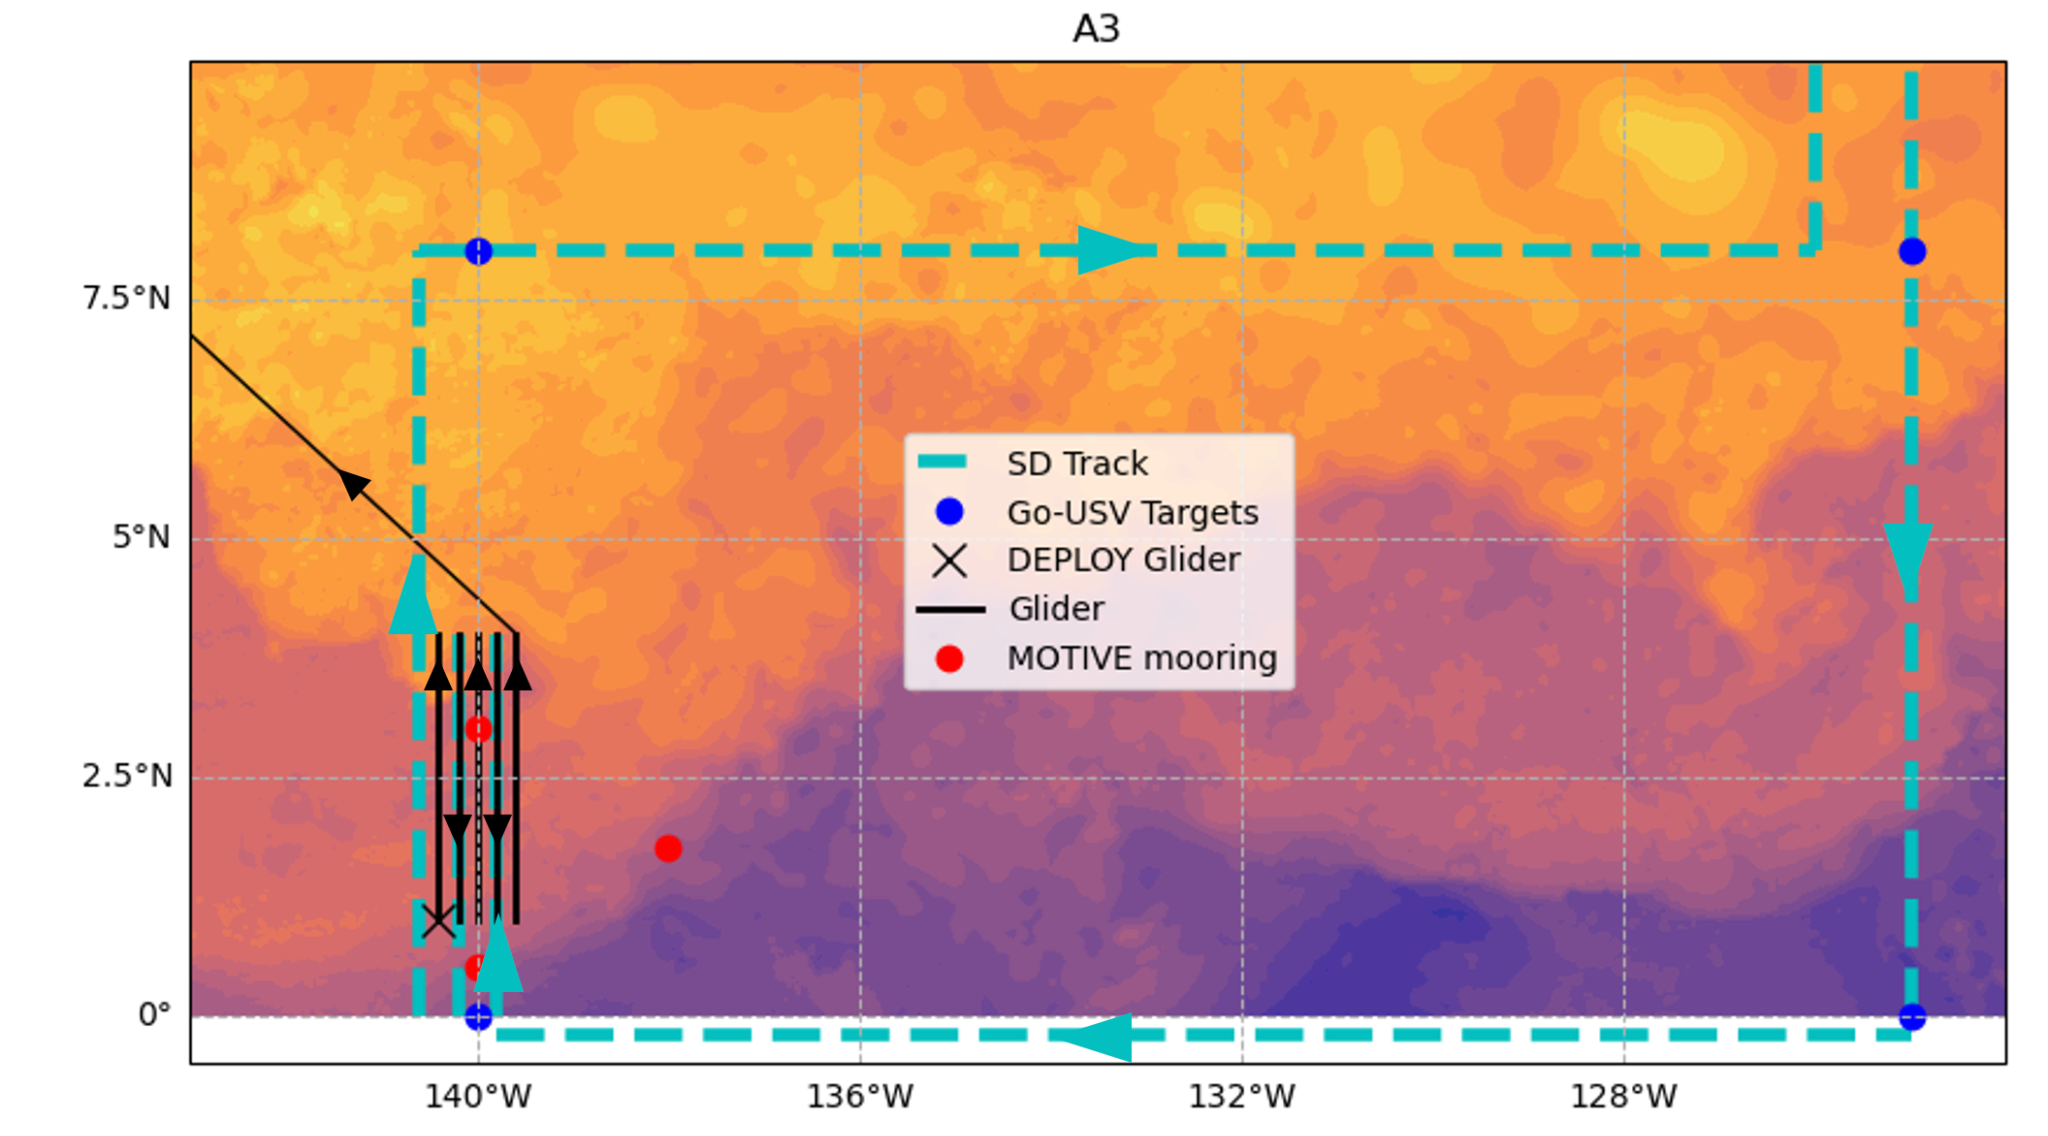 A3
7.5°N
5°N
2.5°N
0°
SD Track
Go-USV Targets
DEPLOY Glider
Glider
MOTIVE mooring
140°W
136°W
132°W
128°W